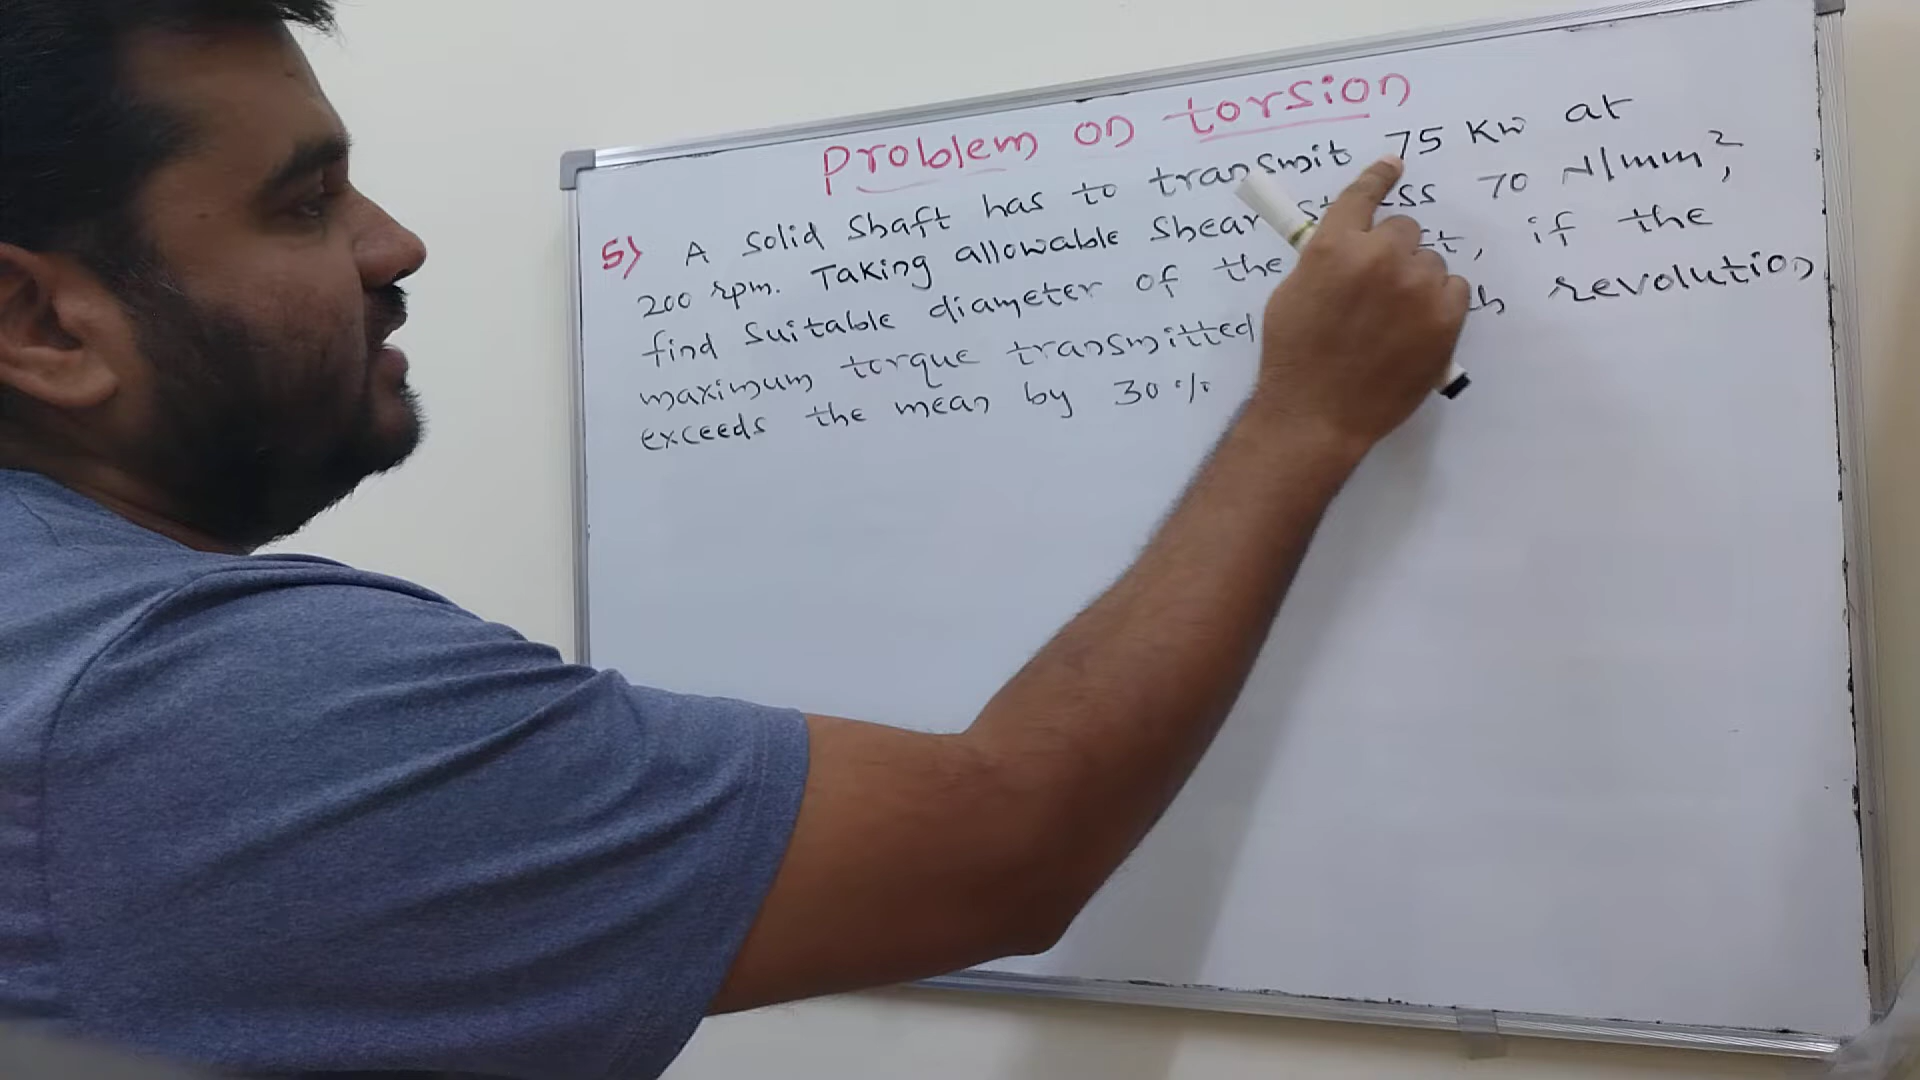 Problem on torsion
5) A solid shaft has to transmit 75 KW at
200 rpm. Taking allowable shear 70 N/mm²,
find suitable diameter of the if the
maximum torque transmitted revolution
exceeds the mean by 30%